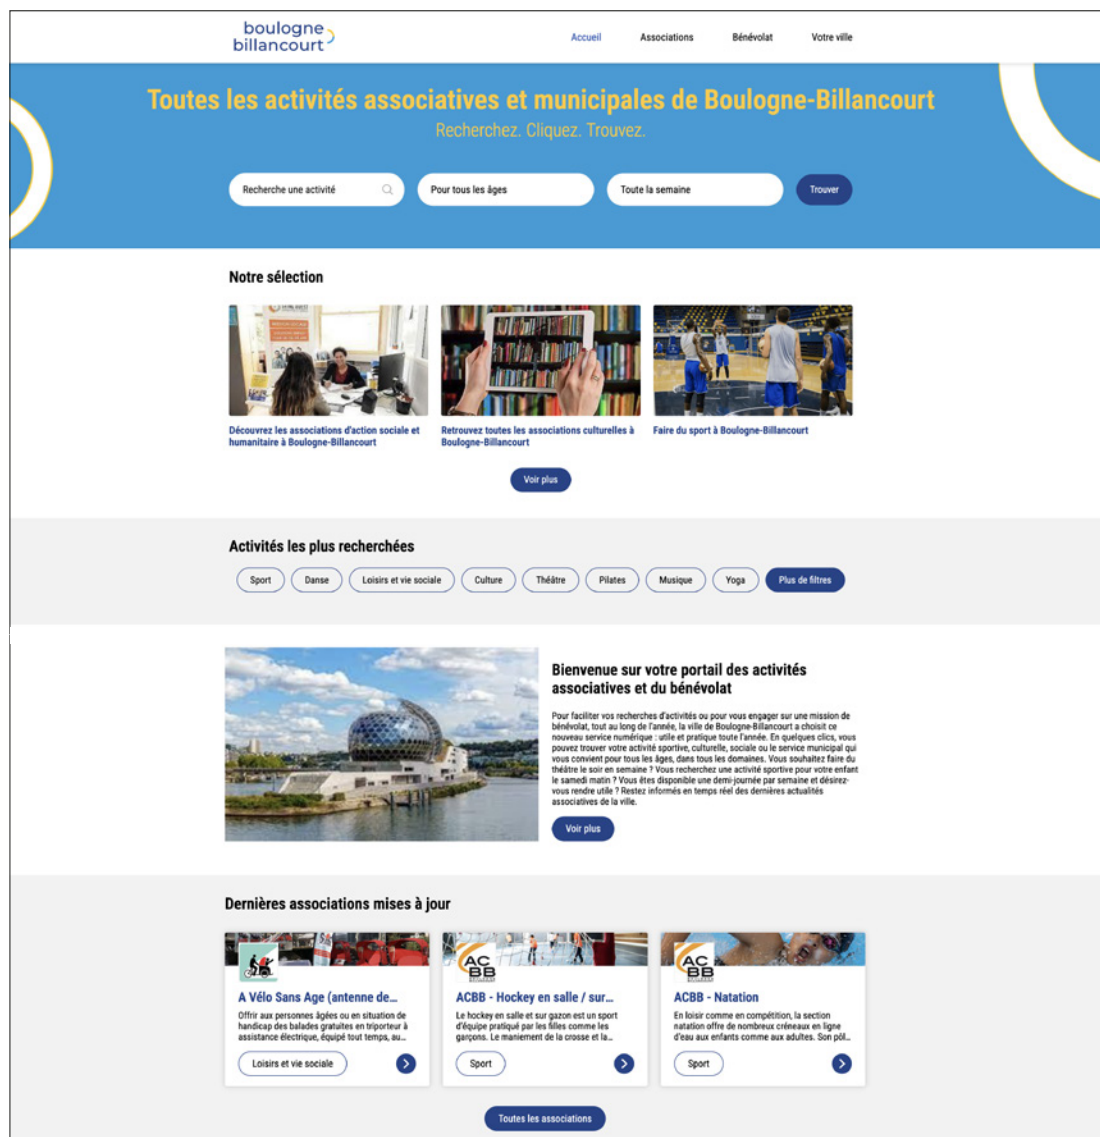 boulogne
billancourt
Accueil Associations Bénévolat Votre ville
Toutes les activités associatives et municipales de Boulogne-Billancourt
Recherchez. Cliquez. Trouvez.
Recherche une activité Pour tous les âges Toute la semaine Trouver
Notre sélection
Découvrez les associations d'action sociale et
humanitaire à Boulogne-Billancourt
Retrouvez toutes les associations culturelles à
Boulogne-Billancourt
Faire du sport à Boulogne-Billancourt
Voir plus
Activités les plus recherchées
Sport Danse Loisirs et vie sociale Culture Théâtre Pilates Musique Yoga Plus de filtres
Bienvenue sur votre portail des activités
associatives et du bénévolat
Pour faciliter vos recherches d'activités ou pour vous engager sur une mission de
bénévolat, tout au long de l'année, la ville de Boulogne-Billancourt a choisit ce
nouveau service numérique : utile et pratique toute l'année. En quelques clics, vous
pouvez trouver votre activité sportive, culturelle, sociale ou le service municipal qui
vous convient pour tous les âges, dans tous les domaines. Vous souhaitez faire du
théâtre le soir en semaine ? Vous recherchez une activité sportive pour votre enfant
le samedi matin ? Vous êtes disponible une demi-journée par semaine et désirez-
vous rendre utile ? Restez informés en temps réel des dernières actualités
associatives de la ville.
Voir plus
Dernières associations mises à jour
A Vélo Sans Age (antenne de...
Offrir aux personnes âgées ou en situation de
handicap des balades gratuites en triporteur à
assistance électrique, équipé tout temps, au...
Loisirs et vie sociale
AC
BB
ACBB - Hockey en salle / sur...
Le hockey en salle et sur gazon est un sport
d'équipe pratiqué par les filles comme les
garçons. Le maniement de la crosse et la...
Sport
AC
BB
ACBB - Natation
En loisir comme en compétition, la section
natation offre de nombreux créneaux en ligne
d'eau aux enfants comme aux adultes. Son pôl...
Sport
Toutes les associations